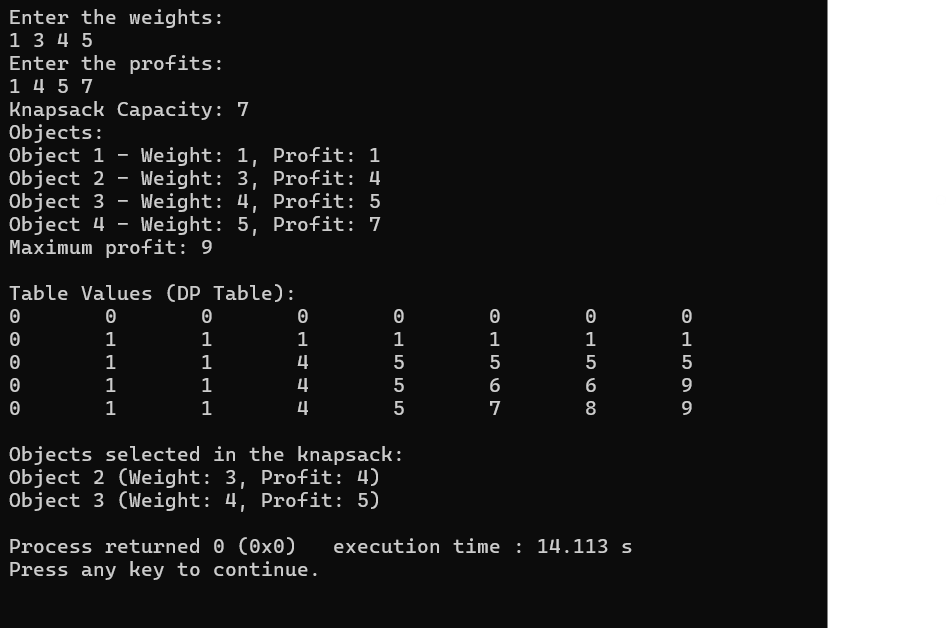 Enter the weights:
1 3 4 5
Enter the profits:
1 4 5 7
Knapsack Capacity: 7
Objects:
Object 1 - Weight: 1, Profit: 1
Object 2 - Weight: 3, Profit: 4
Object 3 - Weight: 4, Profit: 5
Object 4 - Weight: 5, Profit: 7
Maximum profit: 9

Table Values (DP Table):
0       0       0       0       0       0       0       0
0       1       1       1       1       1       1       1
0       1       1       4       5       5       5       5
0       1       1       4       5       6       6       9
0       1       1       4       5       7       8       9

Objects selected in the knapsack:
Object 2 (Weight: 3, Profit: 4)
Object 3 (Weight: 4, Profit: 5)

Process returned 0 (0x0)   execution time : 14.113 s
Press any key to continue.